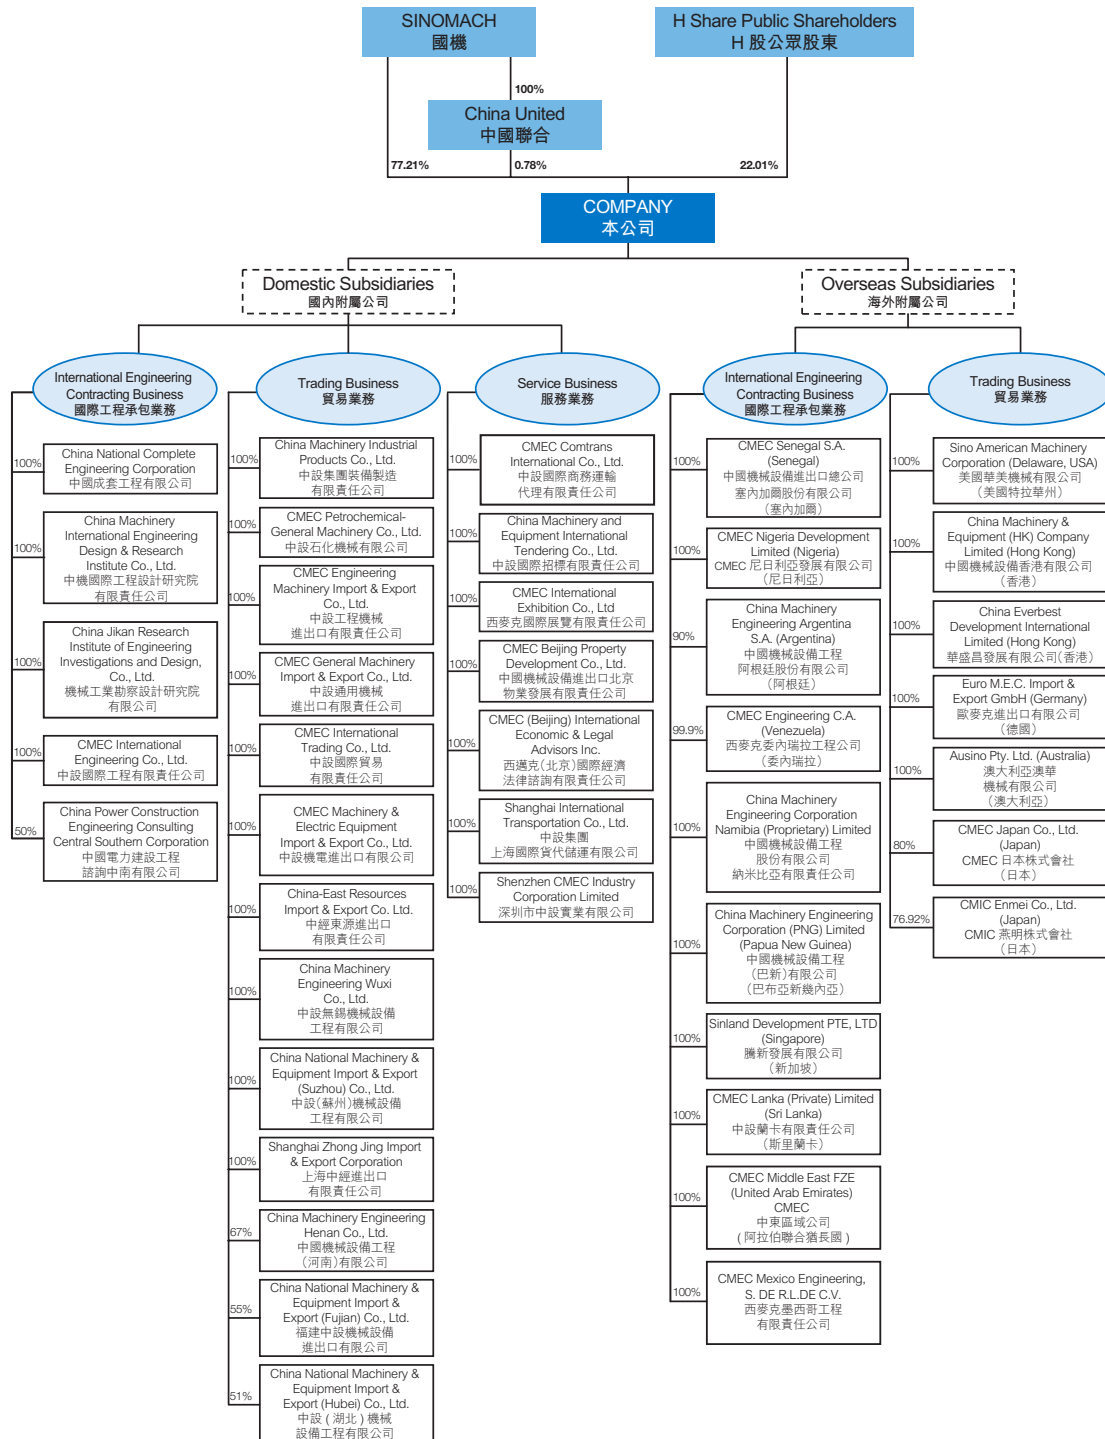 SINOMACH
國機
H Share Public Shareholders
H 股公眾股東
100%
China United
中國聯合
77.21%
0.78%
22.01%
COMPANY
本公司
Domestic Subsidiaries
國內附屬公司
Overseas Subsidiaries
海外附屬公司
International Engineering
Contracting Business
國際工程承包業務
100%
China National Complete
Engineering Corporation
中國成套工程有限公司
100%
China Machinery
International Engineering
Design & Research
Institute Co., Ltd.
中機國際工程設計研究院
有限責任公司
100%
China Jikan Research
Institute of Engineering
Investigations and Design,
Co., Ltd.
機械工業勘察設計研究院
有限公司
100%
CMEC International
Engineering Co., Ltd.
中設國際工程有限責任公司
50%
China Power Construction
Engineering Consulting
Central Southern Corporation
中國電力建設工程
諮詢中南有限公司
Trading Business
貿易業務
100%
China Machinery Industrial
Products Co., Ltd.
中設集團裝備製造
有限責任公司
100%
CMEC Petrochemical-
General Machinery Co., Ltd.
中設石化機械有限公司
100%
CMEC Engineering
Machinery Import & Export
Co., Ltd.
中設工程機械
進出口有限責任公司
100%
CMEC General Machinery
Import & Export Co., Ltd.
中設通用機械
進出口有限責任公司
100%
CMEC International
Trading Co., Ltd.
中設國際貿易
有限責任公司
100%
CMEC Machinery &
Electric Equipment
Import & Export Co., Ltd.
中設機電進出口有限公司
100%
China-East Resources
Import & Export Co. Ltd.
中經東源進出口
有限責任公司
100%
China Machinery
Engineering Wuxi
Co., Ltd.
中設無錫機械設備
工程有限公司
100%
China National Machinery &
Equipment Import & Export
(Suzhou) Co., Ltd.
中設(蘇州)機械設備
工程有限公司
100%
Shanghai Zhong Jing Import
& Export Corporation
上海中經進出口
有限責任公司
67%
China Machinery Engineering
Henan Co., Ltd.
中國機械設備工程
(河南)有限公司
55%
China National Machinery &
Equipment Import &
Export (Fujian) Co., Ltd.
福建中設機械設備
進出口有限公司
51%
China National Machinery &
Equipment Import &
Export (Hubei) Co., Ltd.
中設 ( 湖北 ) 機械
設備工程有限公司
Service Business
服務業務
100%
CMEC Comtrans
International Co., Ltd.
中設國際商務運輸
代理有限責任公司
100%
China Machinery and
Equipment International
Tendering Co., Ltd.
中設國際招標有限責任公司
100%
CMEC International
Exhibition Co., Ltd
西麥克國際展覽有限責任公司
100%
CMEC Beijing Property
Development Co., Ltd.
中國機械設備進出口北京
物業發展有限責任公司
100%
CMEC (Beijing) International
Economic & Legal
Advisors Inc.
西邁克(北京)國際經濟
法律諮詢有限責任公司
100%
Shanghai International
Transportation Co., Ltd.
中設集團
上海國際貨代儲運有限公司
100%
Shenzhen CMEC Industry
Corporation Limited
深圳市中設實業有限公司
International Engineering
Contracting Business
國際工程承包業務
100%
CMEC Senegal S.A.
(Senegal)
中國機械設備進出口總公司
塞內加爾股份有限公司
(塞內加爾)
100%
CMEC Nigeria Development
Limited (Nigeria)
CMEC 尼日利亞發展有限公司
(尼日利亞)
90%
China Machinery
Engineering Argentina
S.A. (Argentina)
中國機械設備工程
阿根廷股份有限公司
(阿根廷)
99.9%
CMEC Engineering C.A.
(Venezuela)
西麥克委內瑞拉工程公司
(委內瑞拉)
100%
China Machinery
Engineering Corporation
Namibia (Proprietary) Limited
中國機械設備工程
股份有限公司
納米比亞有限責任公司
100%
China Machinery Engineering
Corporation (PNG) Limited
(Papua New Guinea)
中國機械設備工程
(巴新)有限公司
(巴布亞新幾內亞)
100%
Sinland Development PTE, LTD
(Singapore)
騰新發展有限公司
(新加坡)
100%
CMEC Lanka (Private) Limited
(Sri Lanka)
中設蘭卡有限責任公司
(斯里蘭卡)
100%
CMEC Middle East FZE
(United Arab Emirates)
CMEC
中東區域公司
( 阿拉伯聯合酋長國 )
100%
CMEC Mexico Engineering,
S. DE R.L.DE C.V.
西麥克墨西哥工程
有限責任公司
Trading Business
貿易業務
100%
Sino American Machinery
Corporation (Delaware, USA)
美國華美機械有限公司
(美國特拉華州)
100%
China Machinery &
Equipment (HK) Company
Limited (Hong Kong)
中國機械設備香港有限公司
(香港)
100%
China Everbest
Development International
Limited (Hong Kong)
華盛昌發展有限公司(香港)
100%
Euro M.E.C. Import &
Export GmbH (Germany)
歐麥克進出口有限公司
(德國)
100%
Ausino Pty. Ltd. (Australia)
澳大利亞澳華
機械有限公司
(澳大利亞)
80%
CMEC Japan Co., Ltd.
(Japan)
CMEC 日本株式會社
(日本)
76.92%
CMIC Enmei Co., Ltd.
(Japan)
CMIC 燕明株式會社
(日本)